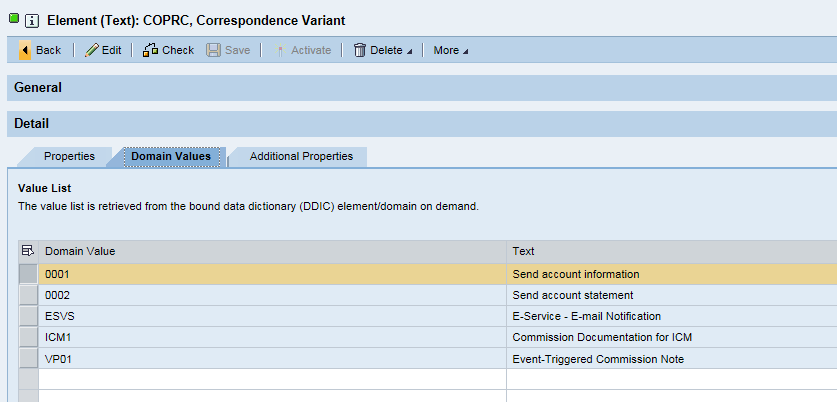 Element (Text): COPRC, Correspondence Variant
Back Edit Check Save Activate Delete More
General
Detail
Properties Domain Values Additional Properties
Value List
The value list is retrieved from the bound data dictionary (DDIC) element/domain on demand.
Domain Value Text
0001 Send account information
0002 Send account statement
ESVS E-Service - E-mail Notification
ICM1 Commission Documentation for ICM
VP01 Event-Triggered Commission Note